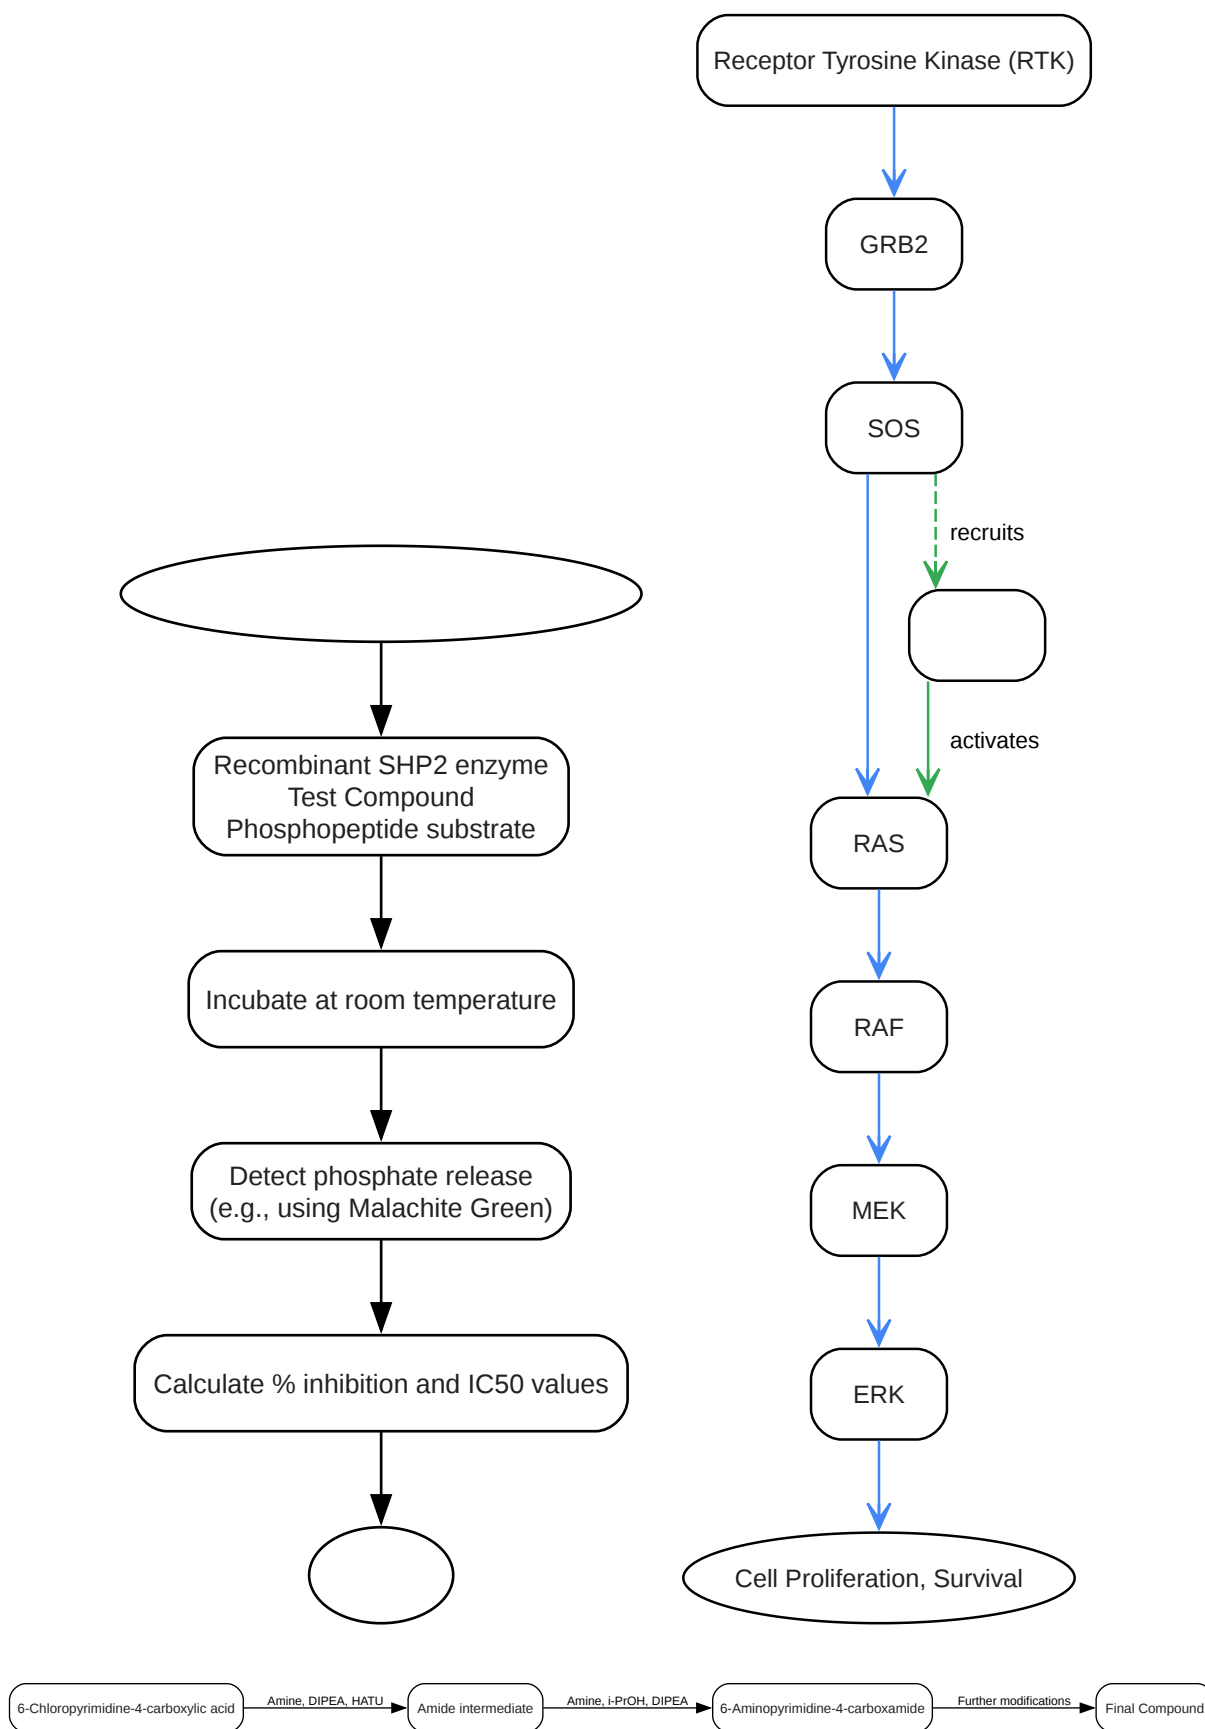 Receptor Tyrosine Kinase (RTK)
GRB2
SOS
recruits
activates
RAS
RAF
MEK
ERK
Cell Proliferation, Survival
Recombinant SHP2 enzyme
Test Compound
Phosphopeptide substrate
Incubate at room temperature
Detect phosphate release
(e.g., using Malachite Green)
Calculate % inhibition and IC50 values
6-Chloropyrimidine-4-carboxylic acid
Amine, DIPEA, HATU
Amide intermediate
Amine, i-PrOH, DIPEA
6-Aminopyrimidine-4-carboxamide
Further modifications
Final Compound